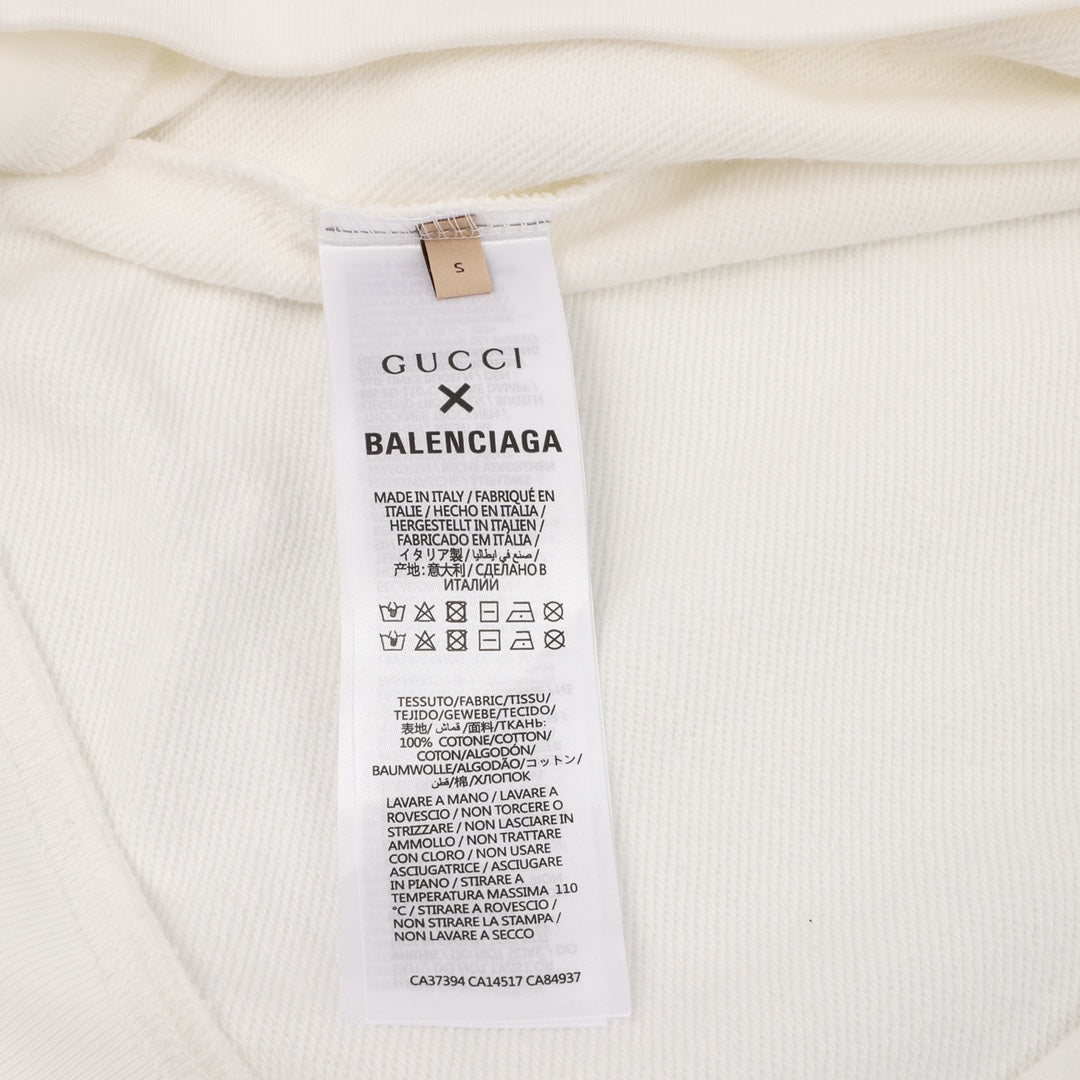 S
GUCCI
X
BALENCIAGA
MADE IN ITALY / FABRIQUÉ EN
ITALIE / HECHO EN ITALIA /
HERGESTELLT IN ITALIEN /
FABRICADO EM ITÁLIA /
イタリア製 / صنع في ايطاليا /
产地: 意大利 / СДЕЛАНО В
ИТАЛИИ
TESSUTO/FABRIC/TISSU/
TEJIDO/GEWEBE/TECIDO/
表地/ قماش /面料/ТКАНЬ:
100% COTONE/COTTON/
COTON/ALGODÓN/
BAUMWOLLE/ALGODÃO/コットン/
قطن/棉/ХЛОПОК
LAVARE A MANO / LAVARE A
ROVESCIO / NON TORCERE O
STRIZZARE / NON LASCIARE IN
AMMOLLO / NON TRATTARE
CON CLORO / NON USARE
ASCIUGATRICE / ASCIUGARE
IN PIANO / STIRARE A
TEMPERATURA MASSIMA 110
°C / STIRARE A ROVESCIO /
NON STIRARE LA STAMPA /
NON LAVARE A SECCO
CA37394 CA14517 CA84937